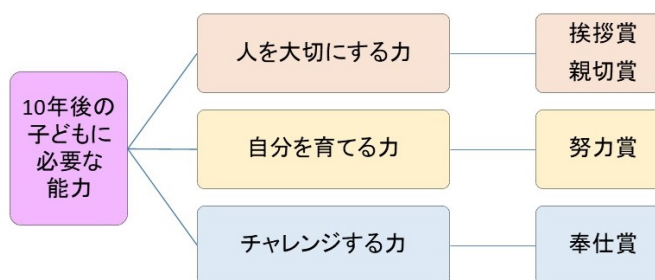 10年後の
子どもに
必要な
能力
人を大切にする力
挨拶賞
親切賞
自分を育てる力
努力賞
チャレンジする力
奉仕賞